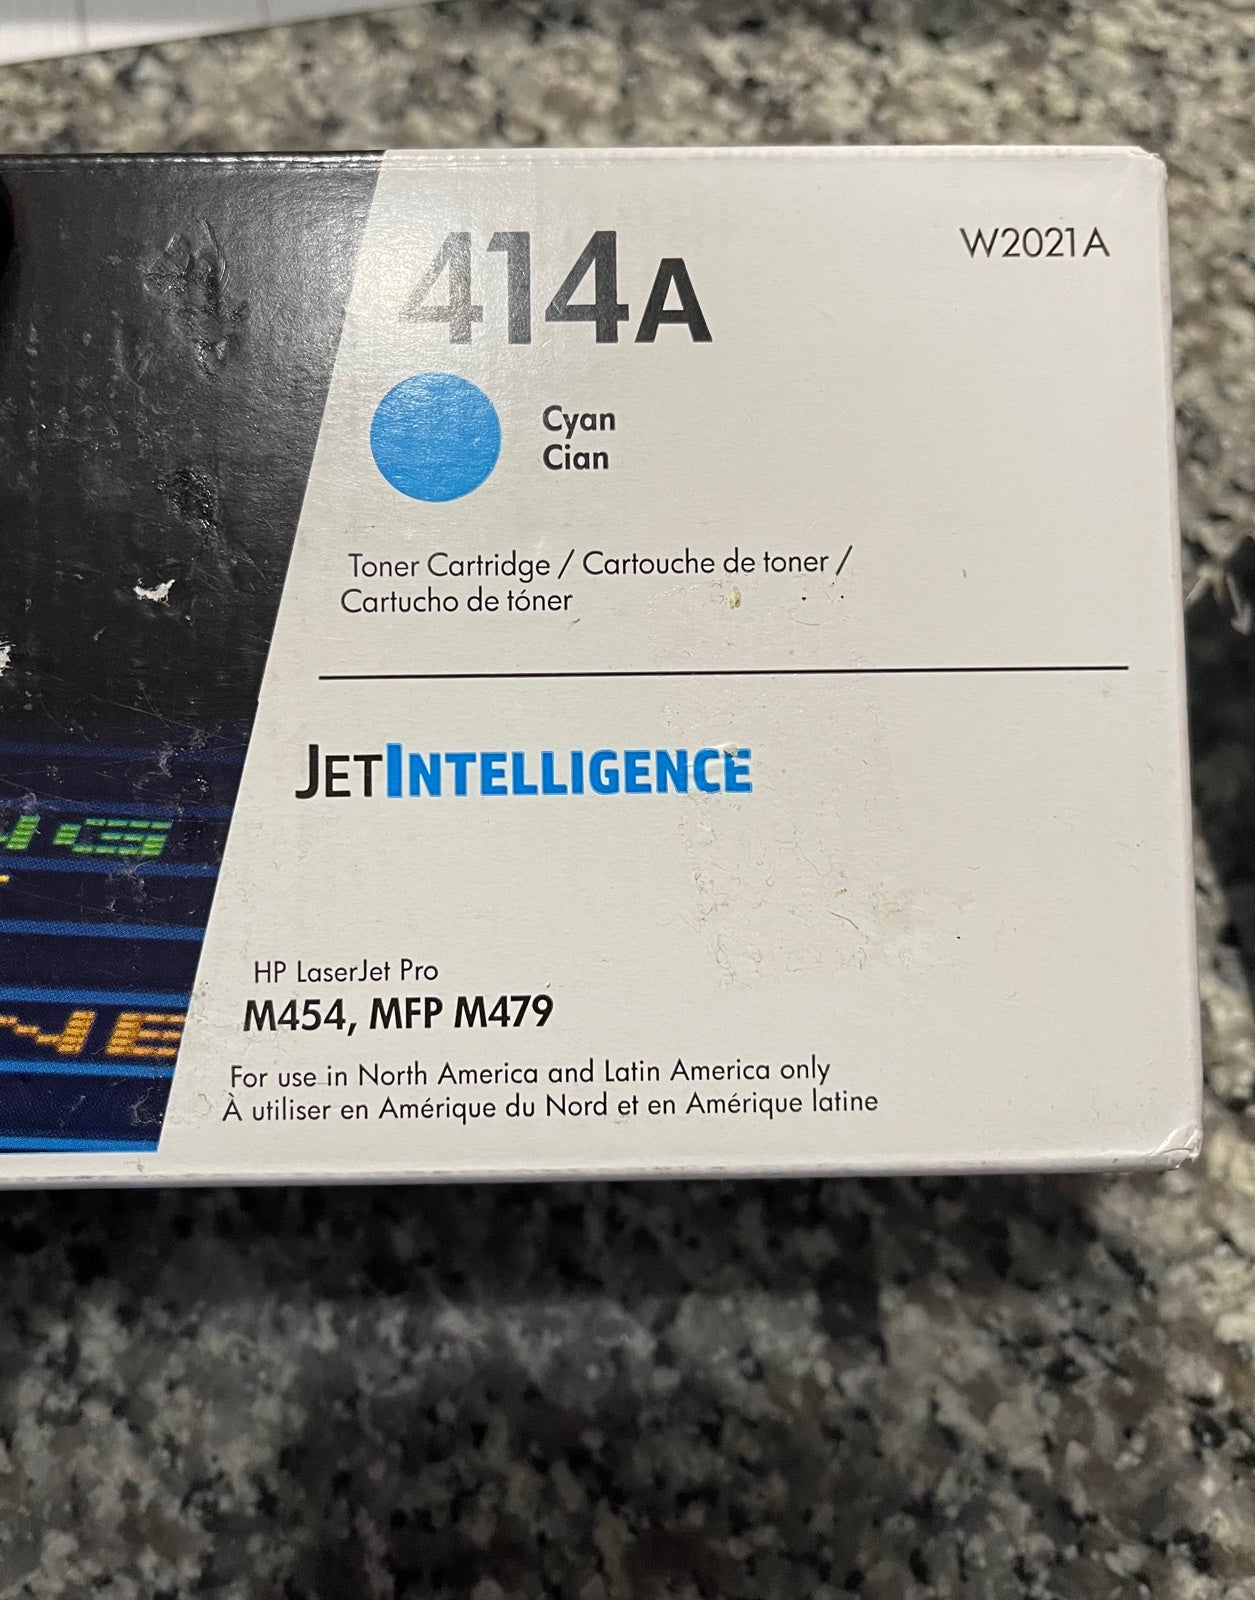 414A
W2021A
Cyan
Cian
Toner Cartridge / Cartouche de toner /
Cartucho de tóner
JETINTELLIGENCE
HP LaserJet Pro
M454, MFP M479
For use in North America and Latin America only
À utiliser en Amérique du Nord et en Amérique latine